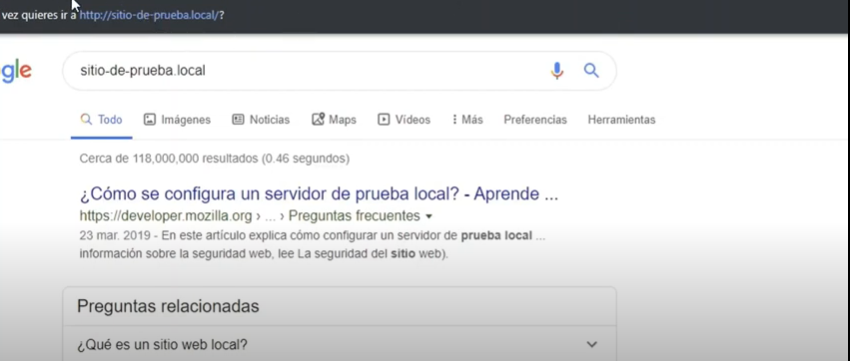 vez quieres ir a http://sitio-de-prueba.local/?
gle
sitio-de-prueba.local
Todo Imágenes Noticias Maps Vídeos Más Preferencias Herramientas
Cerca de 118,000,000 resultados (0.46 segundos)
¿Cómo se configura un servidor de prueba local? - Aprende ...
https://developer.mozilla.org › ... › Preguntas frecuentes
23 mar. 2019 - En este artículo explica cómo configurar un servidor de prueba local ...
información sobre la seguridad web, lee La seguridad del sitio web).
Preguntas relacionadas
¿Qué es un sitio web local?